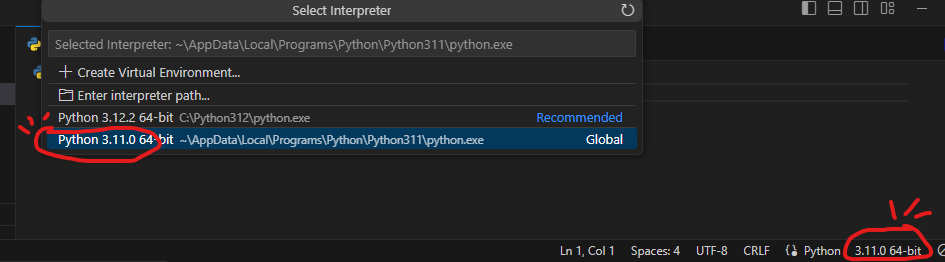 Select Interpreter
Selected Interpreter: ~\AppData\Local\Programs\Python\Python311\python.exe
+ Create Virtual Environment...
Enter interpreter path...
Python 3.12.2 64-bit C:\Python312\python.exe Recommended
Python 3.11.0 64-bit ~\AppData\Local\Programs\Python\Python311\python.exe Global
Ln 1, Col 1 Spaces: 4 UTF-8 CRLF {} Python 3.11.0 64-bit